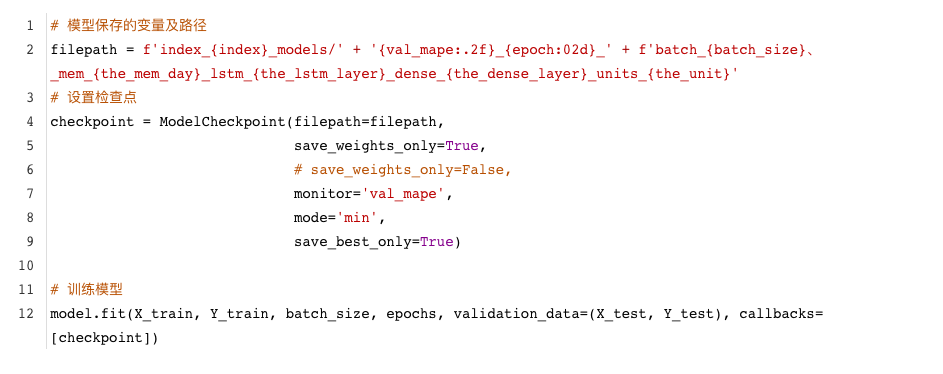 1 # 模型保存的变量及路径
2 filepath = f'index_{index}_models/' + '{val_mape:.2f}_{epoch:02d}_' + f'batch_{batch_size}、
_mem_{the_mem_day}_lstm_{the_lstm_layer}_dense_{the_dense_layer}_units_{the_unit}'
3 # 设置检查点
4 checkpoint = ModelCheckpoint(filepath=filepath,
5 save_weights_only=True,
6 # save_weights_only=False,
7 monitor='val_mape',
8 mode='min',
9 save_best_only=True)
10
11 # 训练模型
12 model.fit(X_train, Y_train, batch_size, epochs, validation_data=(X_test, Y_test), callbacks=
[checkpoint])